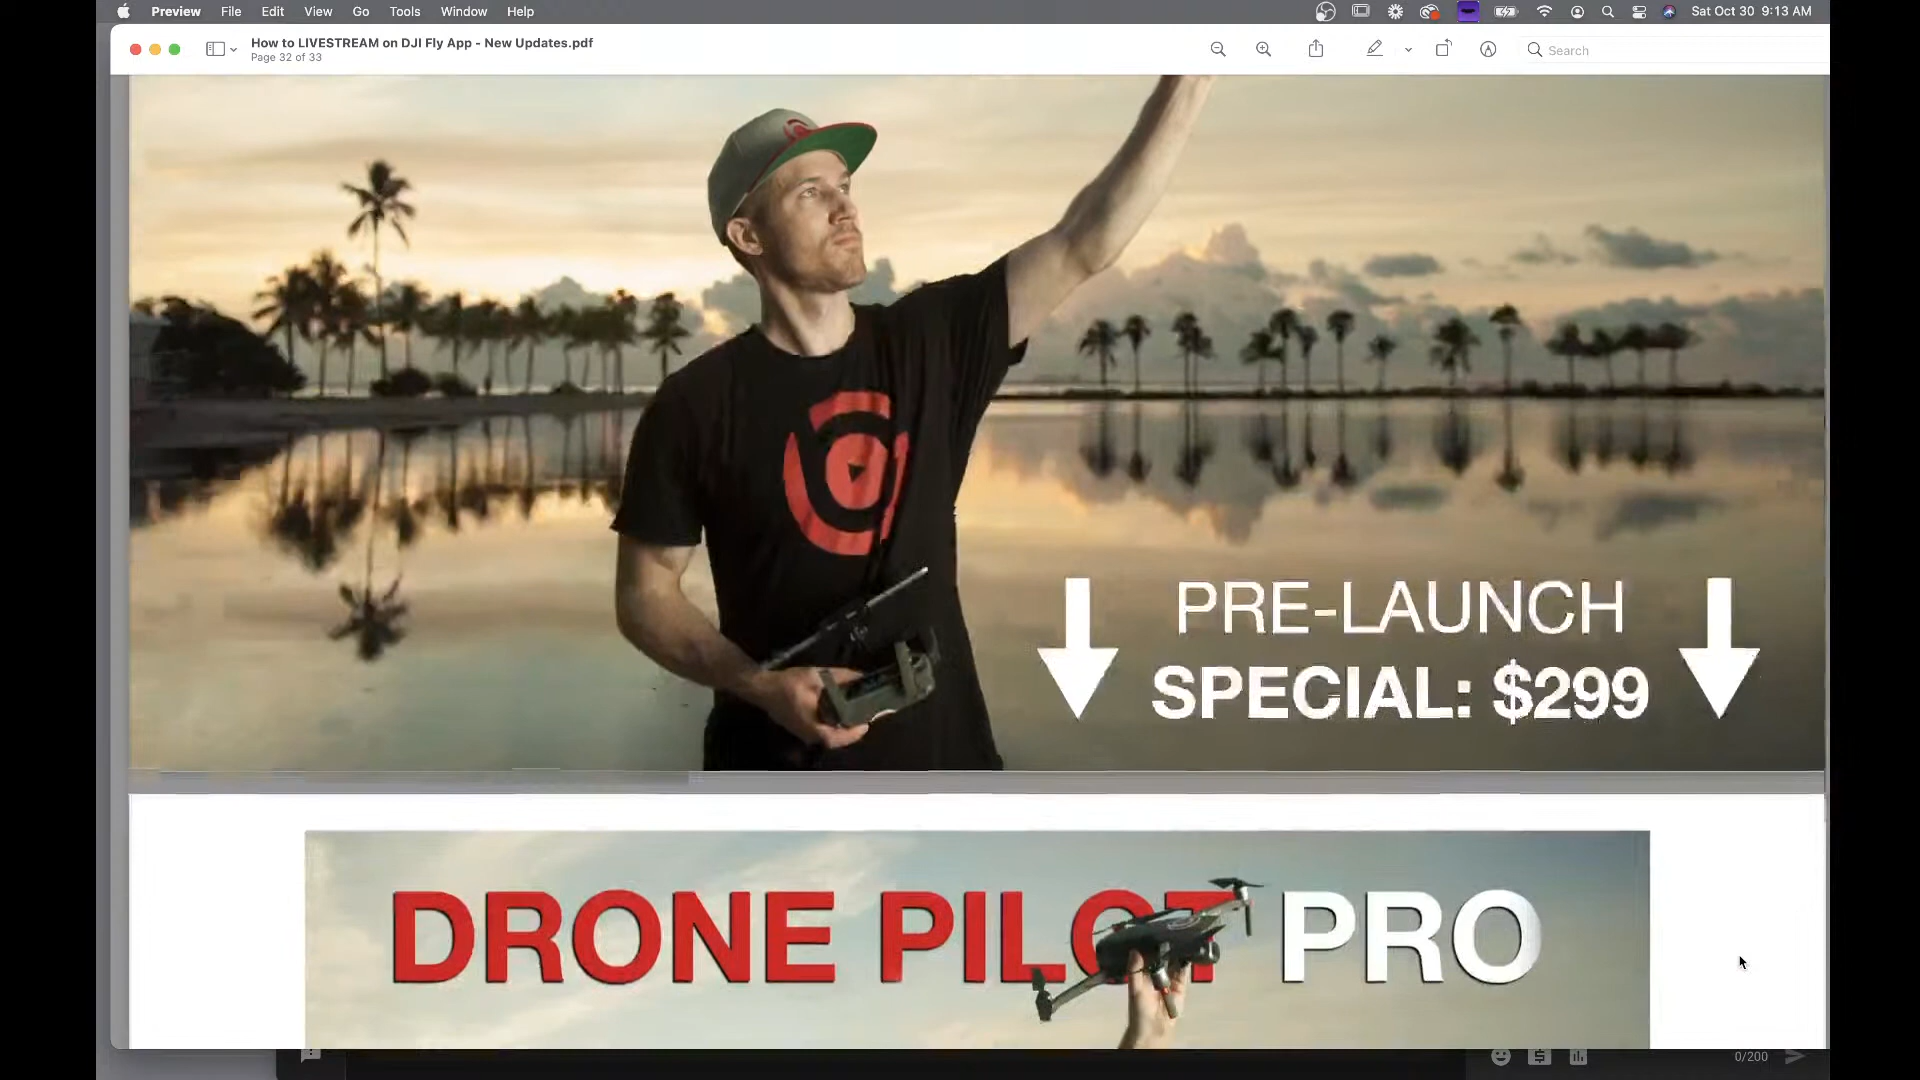 Preview File Edit View Go Tools Window Help
Sat Oct 30 9:13 AM
How to LIVESTREAM on DJI Fly App - New Updates.pdf
Page 32 of 33
Search
PRE-LAUNCH
SPECIAL: $299
DRONE PILOT PRO
0/200